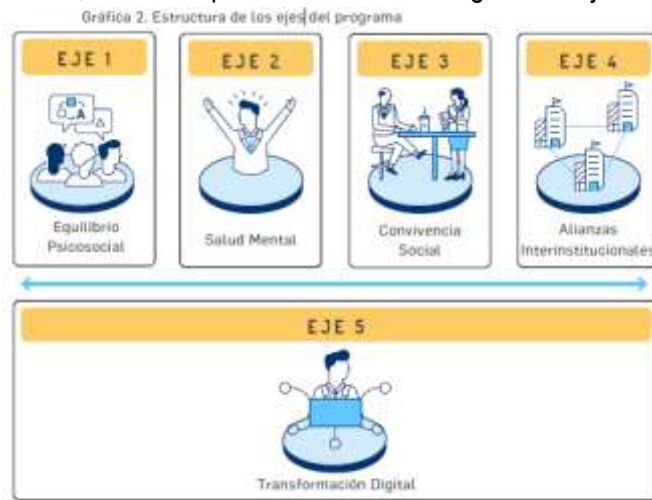 Gráfica 2. Estructura de los ejes del programa
EJE 1
EJE 2
EJE 3
EJE 4
A
Equilibrio
Psicosocial
Salud Mental
Convivencia
Social
Alianzas
Interinstitucionales
EJE 5
Transformación Digital